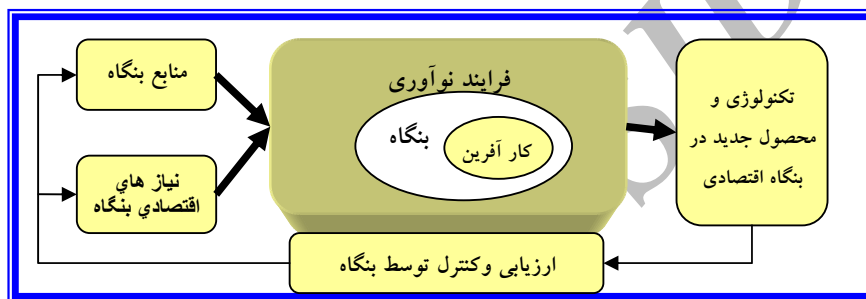 منابع بنگاه
نیاز هاي
اقتصادي بنگاه
فرایند نوآوری
بنگاه
کار آفرین
تکنولوژی و
محصول جدید در
بنگاه اقتصادی
ارزیابی وکنترل توسط بنگاه